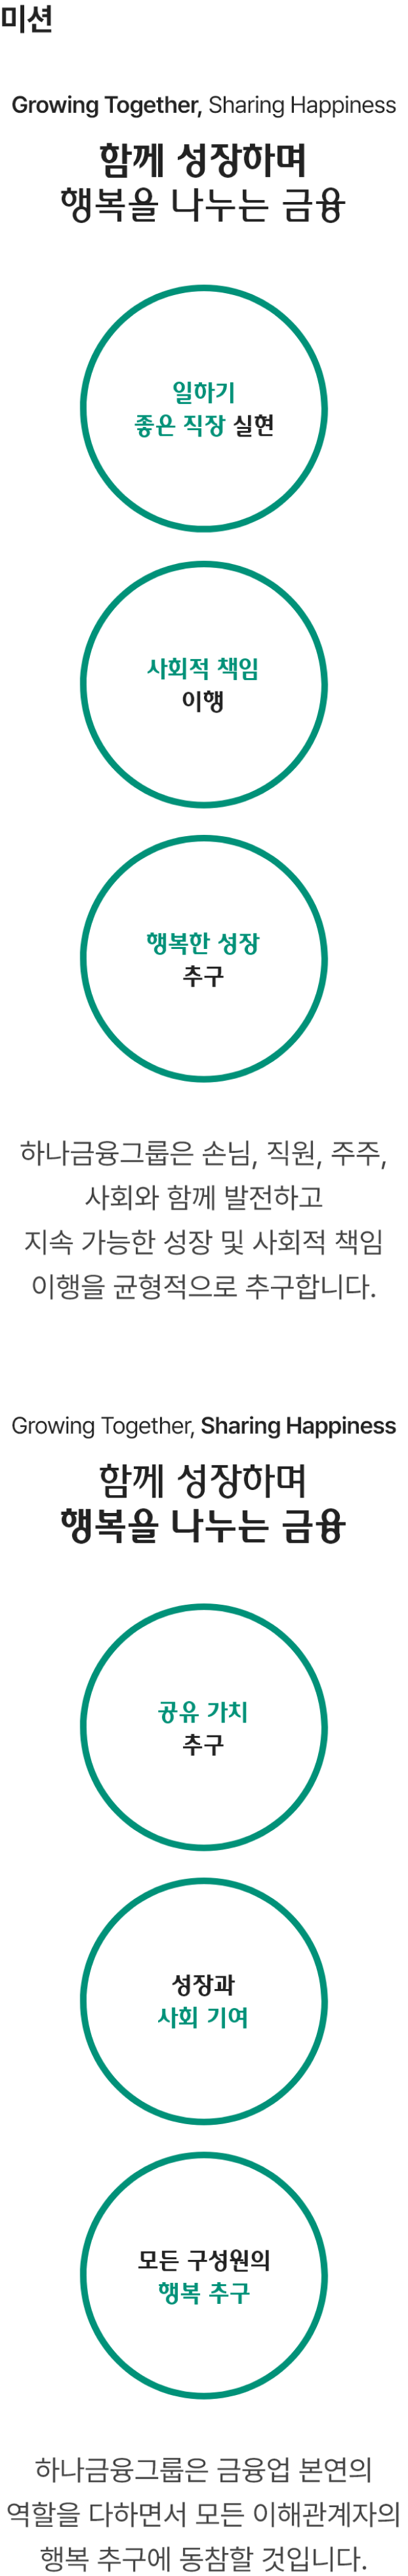 미션
Growing Together, Sharing Happiness
함께 성장하며
행복을 나누는 금융
일하기
좋은 직장 실현
사회적 책임
이행
행복한 성장
추구
하나금융그룹은 손님, 직원, 주주,
사회와 함께 발전하고
지속 가능한 성장 및 사회적 책임
이행을 균형적으로 추구합니다.
Growing Together, Sharing Happiness
함께 성장하며
행복을 나누는 금융
공유 가치
추구
성장과
사회 기여
모든 구성원의
행복 추구
하나금융그룹은 금융업 본연의
역할을 다하면서 모든 이해관계자의
행복 추구에 동참할 것입니다.